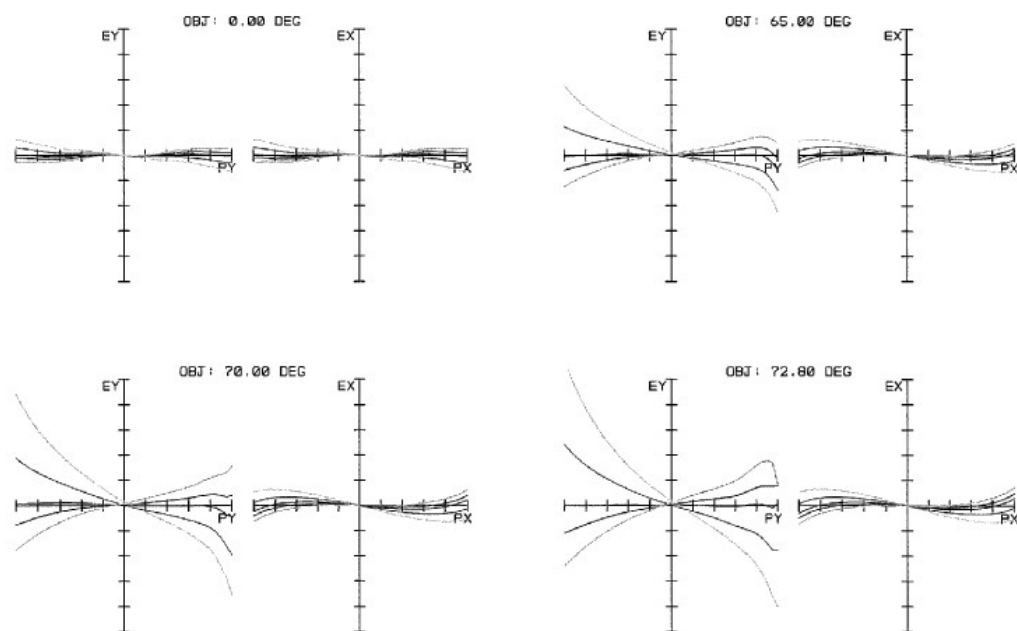 OBJ: 0.00 DEG
EY
EX
PY
PX
OBJ: 65.00 DEG
EY
EX
PY
PX
OBJ: 70.00 DEG
EY
EX
PY
PX
OBJ: 72.80 DEG
EY
EX
PY
PX